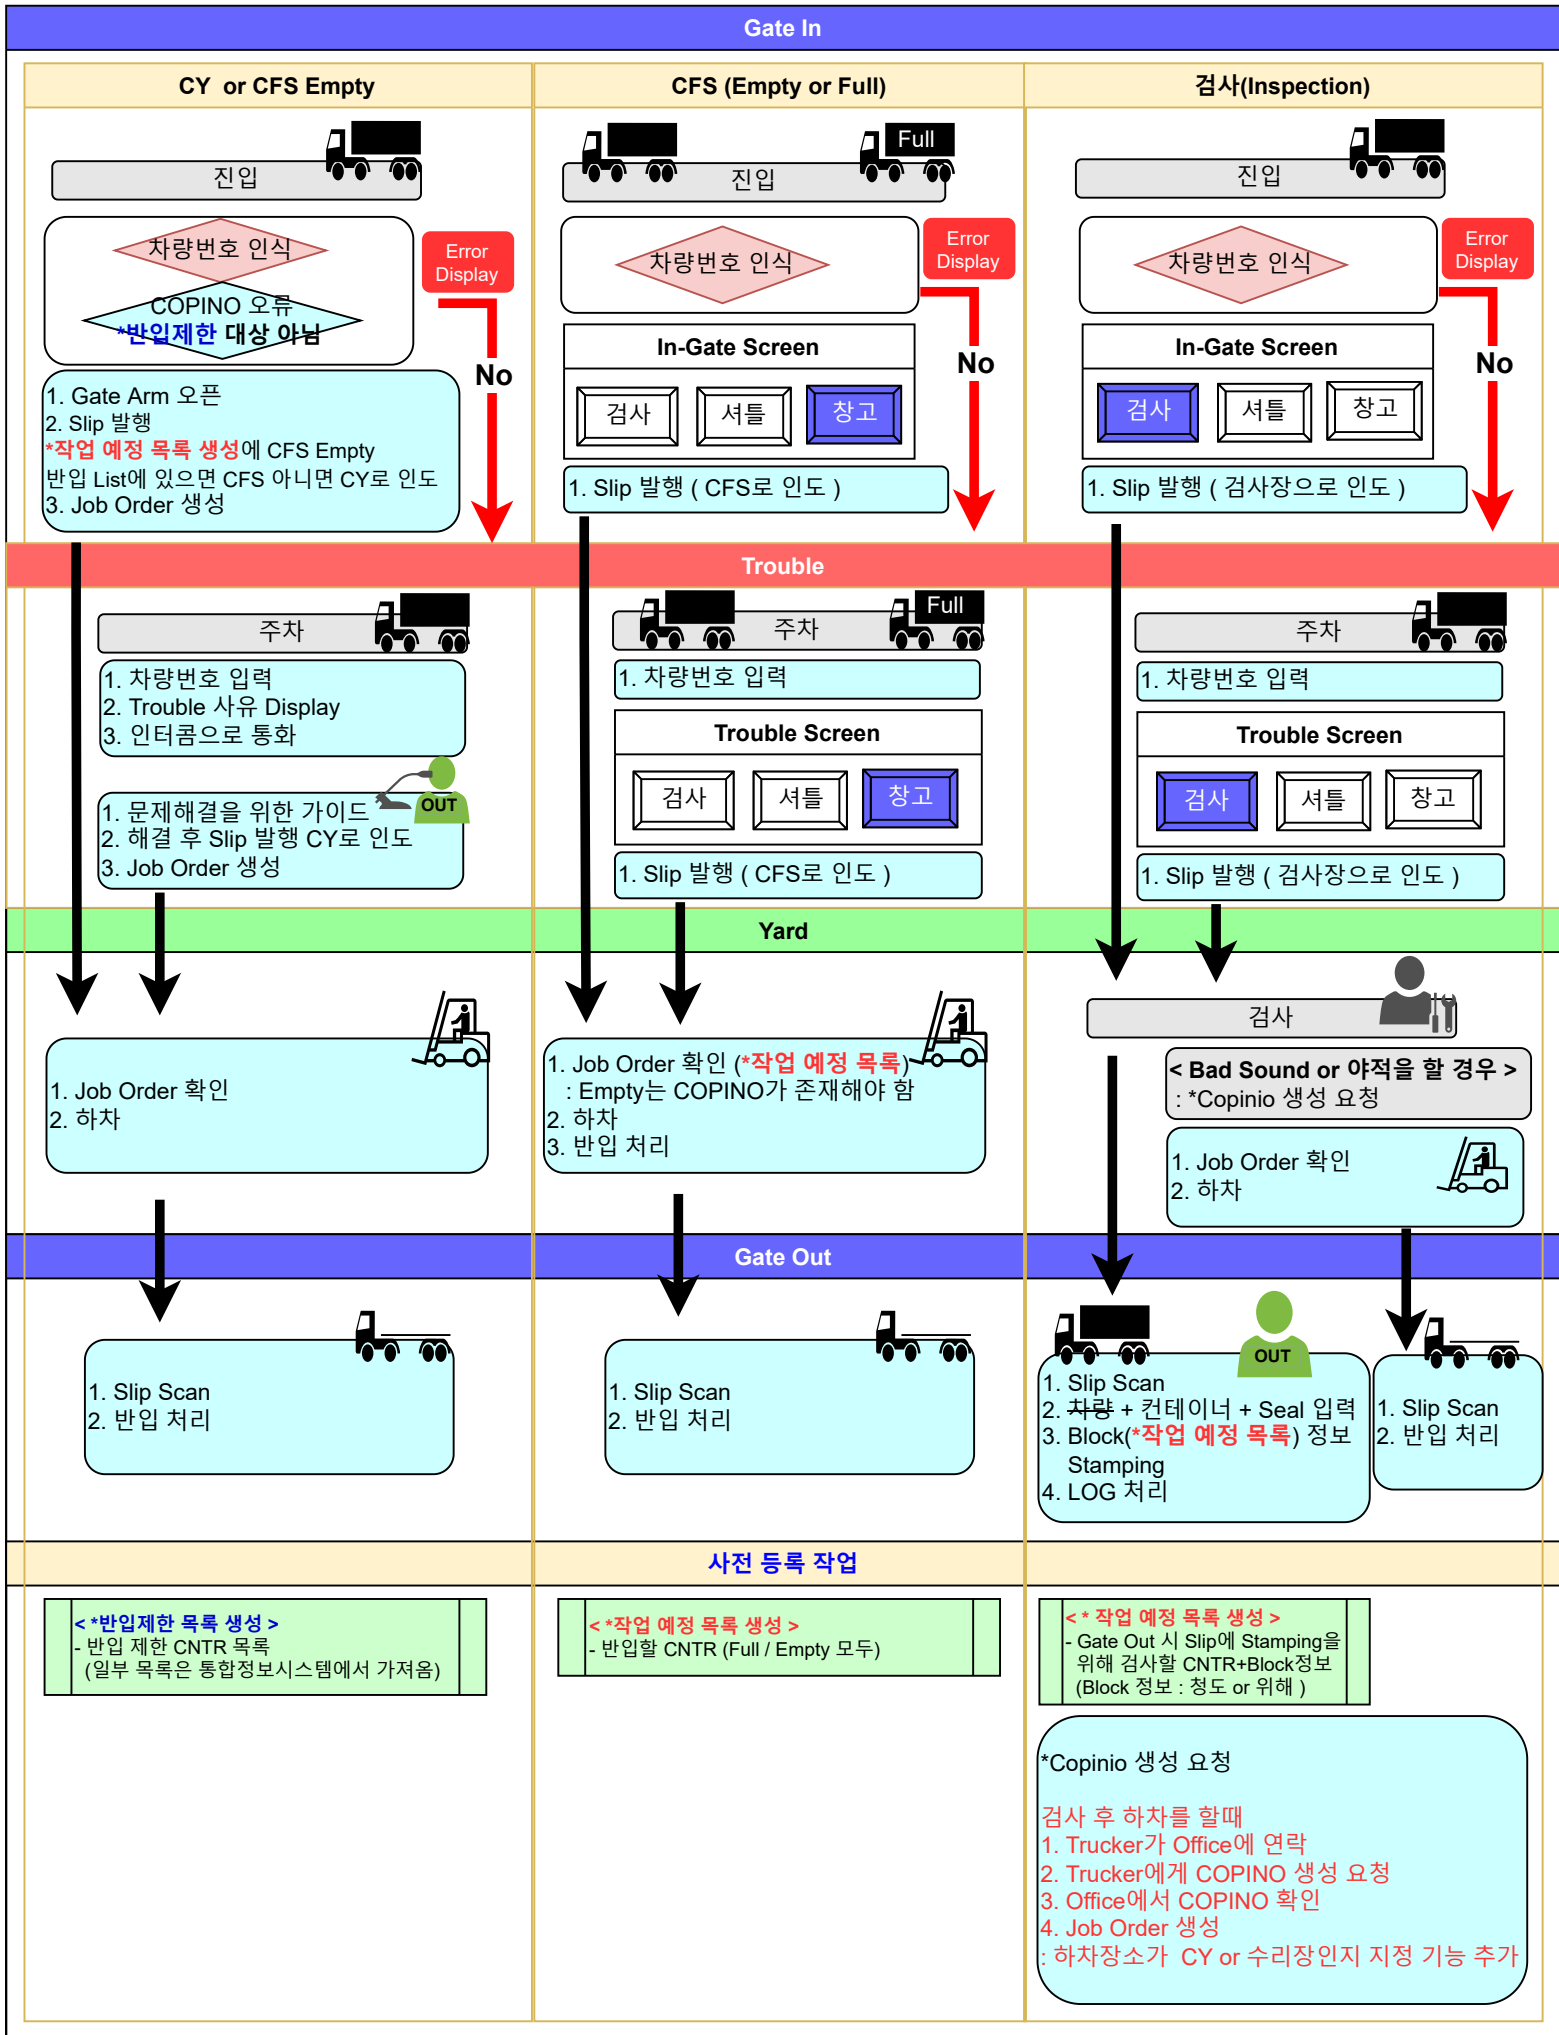 Gate In
CY or CFS Empty
CFS (Empty or Full)
검사(Inspection)
진입
진입
Full
진입
차량번호 인식
COPINO 오류
*반입제한 대상 아님
Error
Display
No
1. Gate Arm 오픈
2. Slip 발행
*작업 예정 목록 생성에 CFS Empty
반입 List에 있으면 CFS 아니면 CY로 인도
3. Job Order 생성
차량번호 인식
Error
Display
No
In-Gate Screen
검사
셔틀
창고
1. Slip 발행 ( CFS로 인도 )
차량번호 인식
Error
Display
No
In-Gate Screen
검사
셔틀
창고
1. Slip 발행 ( 검사장으로 인도 )
Trouble
주차
1. 차량번호 입력
2. Trouble 사유 Display
3. 인터콤으로 통화
OUT
1. 문제해결을 위한 가이드
2. 해결 후 Slip 발행 CY로 인도
3. Job Order 생성
주차
Full
1. 차량번호 입력
Trouble Screen
검사
셔틀
창고
1. Slip 발행 ( CFS로 인도 )
주차
1. 차량번호 입력
Trouble Screen
검사
셔틀
창고
1. Slip 발행 ( 검사장으로 인도 )
Yard
1. Job Order 확인
2. 하차
1. Job Order 확인 (*작업 예정 목록)
: Empty는 COPINO가 존재해야 함
2. 하차
3. 반입 처리
검사
< Bad Sound or 야적을 할 경우 >
: *Copinio 생성 요청
1. Job Order 확인
2. 하차
Gate Out
1. Slip Scan
2. 반입 처리
1. Slip Scan
2. 반입 처리
OUT
1. Slip Scan
2. 차량 + 컨테이너 + Seal 입력
3. Block(*작업 예정 목록) 정보
Stamping
4. LOG 처리
1. Slip Scan
2. 반입 처리
사전 등록 작업
< *반입제한 목록 생성 >
- 반입 제한 CNTR 목록
(일부 목록은 통합정보시스템에서 가져옴)
< *작업 예정 목록 생성 >
- 반입할 CNTR (Full / Empty 모두)
< * 작업 예정 목록 생성 >
- Gate Out 시 Slip에 Stamping을
위해 검사할 CNTR+Block정보
(Block 정보 : 청도 or 위해 )
*Copinio 생성 요청
검사 후 하차를 할때
1. Trucker가 Office에 연락
2. Trucker에게 COPINO 생성 요청
3. Office에서 COPINO 확인
4. Job Order 생성
: 하차장소가 CY or 수리장인지 지정 기능 추가